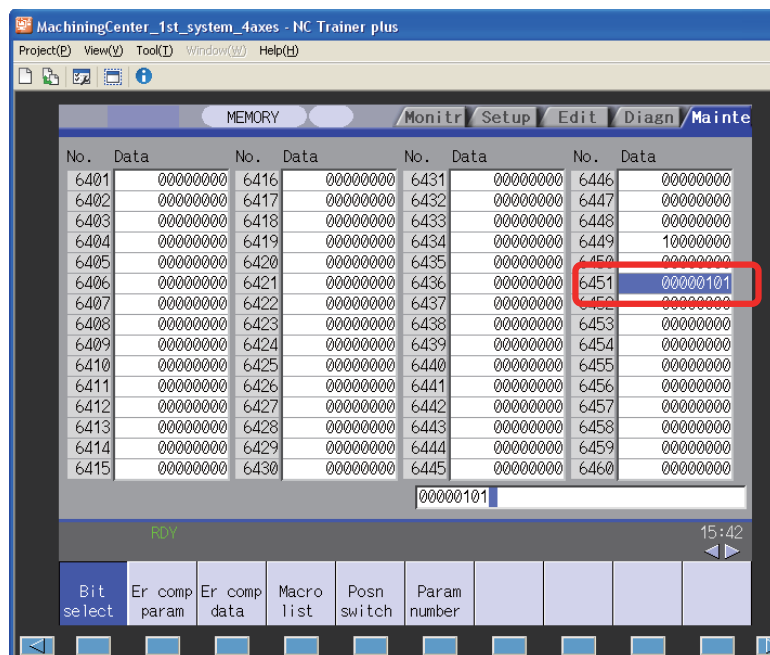 MachiningCenter_1st_system_4axes - NC Trainer plus
Project(P) View(V) Tool(T) Window(W) Help(H)
MEMORY Monitr Setup Edit Diagn Mainte
No. Data No. Data No. Data No. Data
6401 00000000 6416 00000000 6431 00000000 6446 00000000
6402 00000000 6417 00000000 6432 00000000 6447 00000000
6403 00000000 6418 00000000 6433 00000000 6448 00000000
6404 00000000 6419 00000000 6434 00000000 6449 10000000
6405 00000000 6420 00000000 6435 00000000 6450 00000000
6406 00000000 6421 00000000 6436 00000000 6451 00000101
6407 00000000 6422 00000000 6437 00000000 6452 00000000
6408 00000000 6423 00000000 6438 00000000 6453 00000000
6409 00000000 6424 00000000 6439 00000000 6454 00000000
6410 00000000 6425 00000000 6440 00000000 6455 00000000
6411 00000000 6426 00000000 6441 00000000 6456 00000000
6412 00000000 6427 00000000 6442 00000000 6457 00000000
6413 00000000 6428 00000000 6443 00000000 6458 00000000
6414 00000000 6429 00000000 6444 00000000 6459 00000000
6415 00000000 6430 00000000 6445 00000000 6460 00000000
00000101
RDY 15:42
Bit Er comp Er comp Macro Posn Param
select param data list switch number